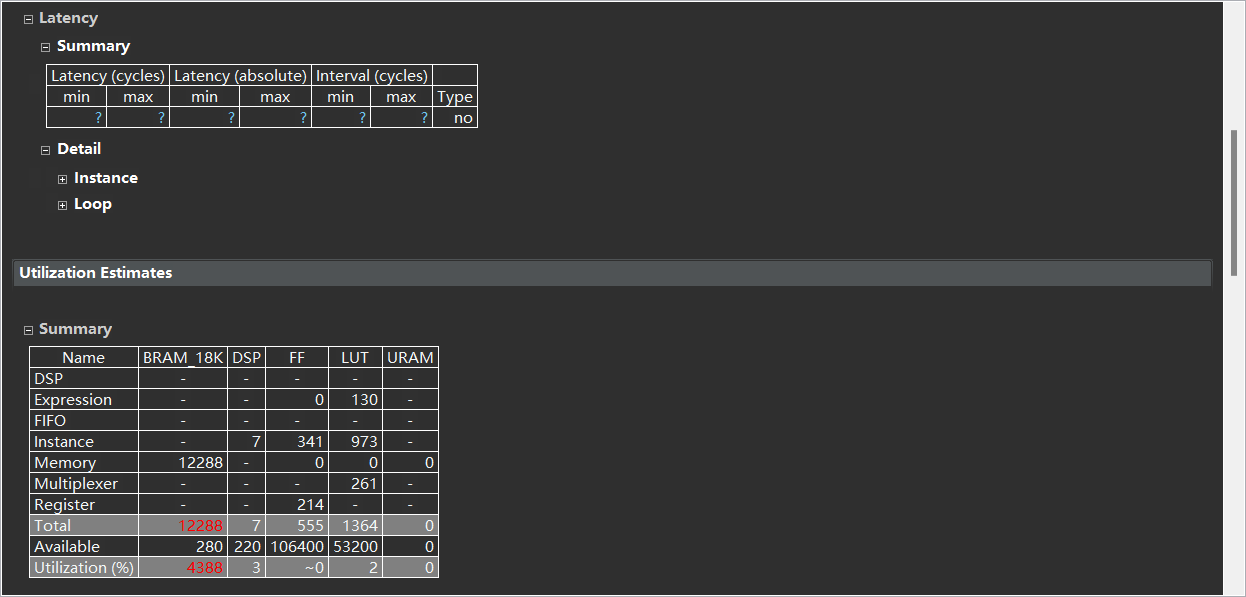 Latency
Summary
Latency (cycles) Latency (absolute) Interval (cycles)
min max min max min max Type
? ? ? ? ? ? no
Detail
Instance
Loop
Utilization Estimates
Summary
Name BRAM_18K DSP FF LUT URAM
DSP - - - - -
Expression - - 0 130 -
FIFO - - - - -
Instance - 7 341 973 -
Memory 12288 - 0 0 0
Multiplexer - - - 261 -
Register - - 214 - -
Total 12288 7 555 1364 0
Available 280 220 106400 53200 0
Utilization (%) 4388 3 ~0 2 0